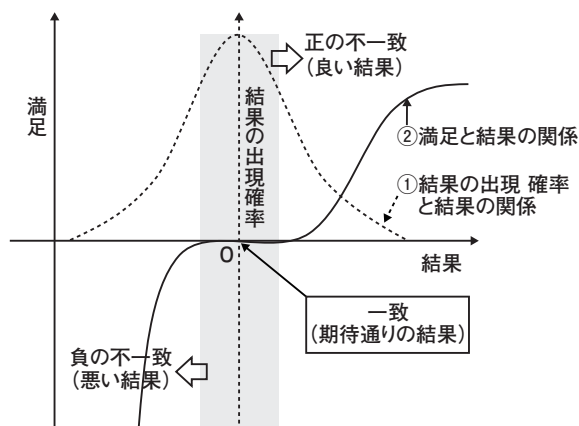 正の不一致
（良い結果）
満足
結果の出現確率
②満足と結果の関係
①結果の出現 確率
と結果の関係
O
結果
一致
（期待通りの結果）
負の不一致
（悪い結果）